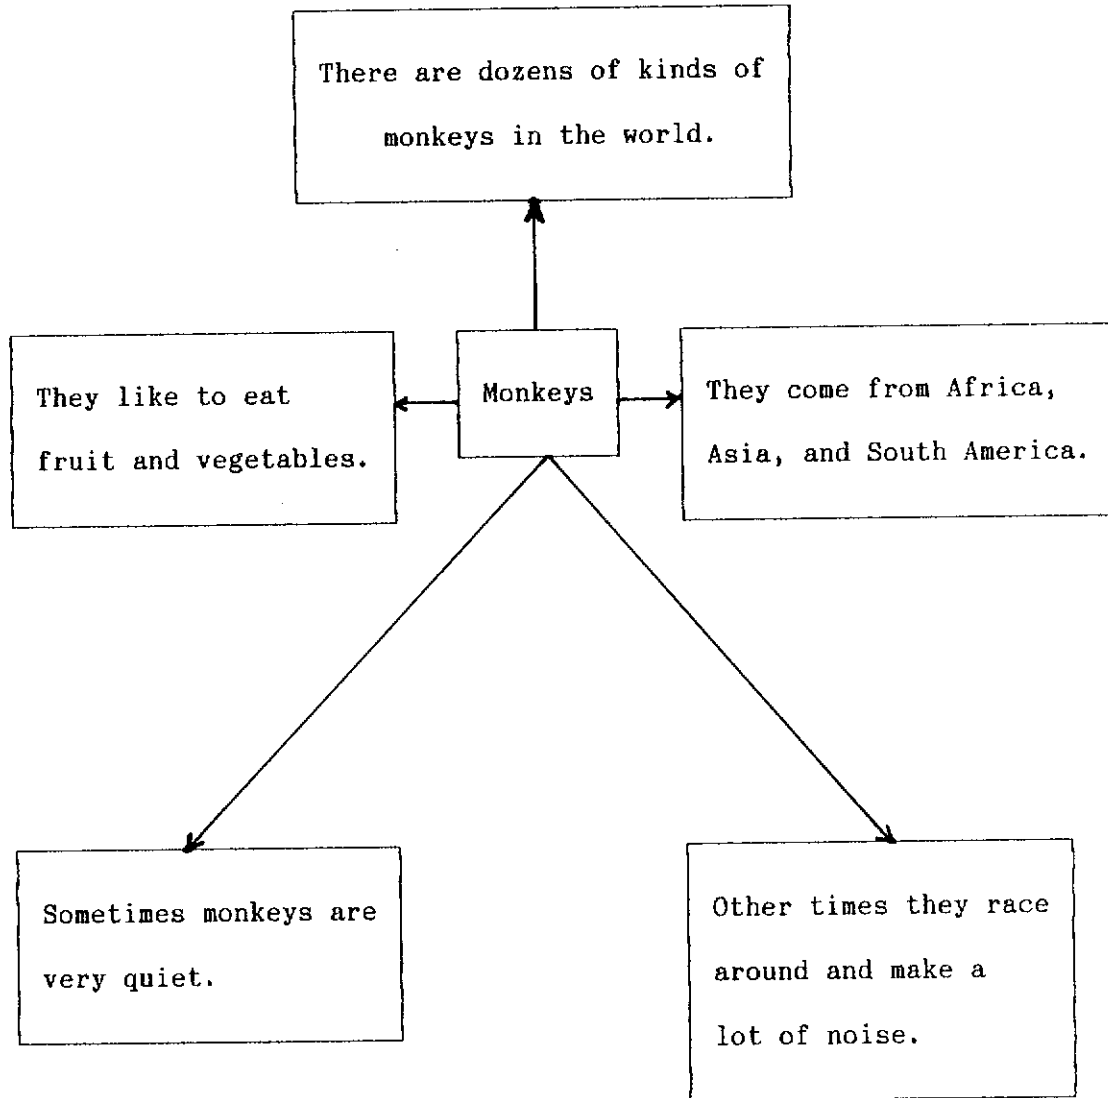 There are dozens of kinds of
monkeys in the world.
They like to eat
fruit and vegetables.
Monkeys
They come from Africa,
Asia, and South America.
Sometimes monkeys are
very quiet.
Other times they race
around and make a
lot of noise.